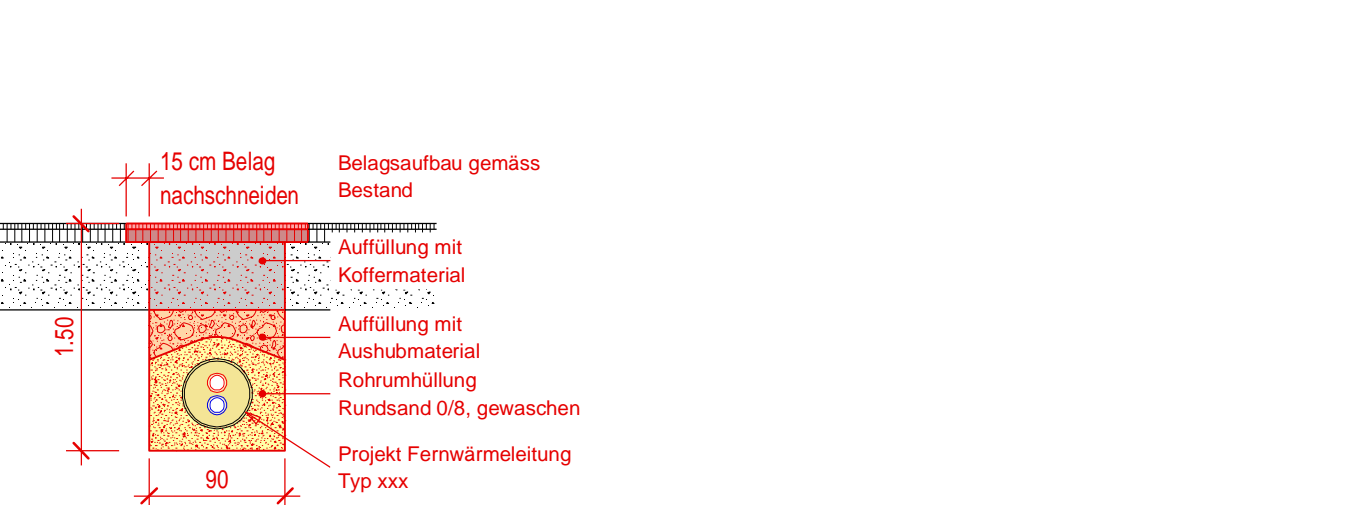 15 cm Belag
nachschneiden
Belagsaufbau gemäss
Bestand
Auffüllung mit
Koffermaterial
1.50
Auffüllung mit
Aushubmaterial
Rohrumhüllung
Rundsand 0/8, gewaschen
Projekt Fernwärmeleitung
Typ xxx
90